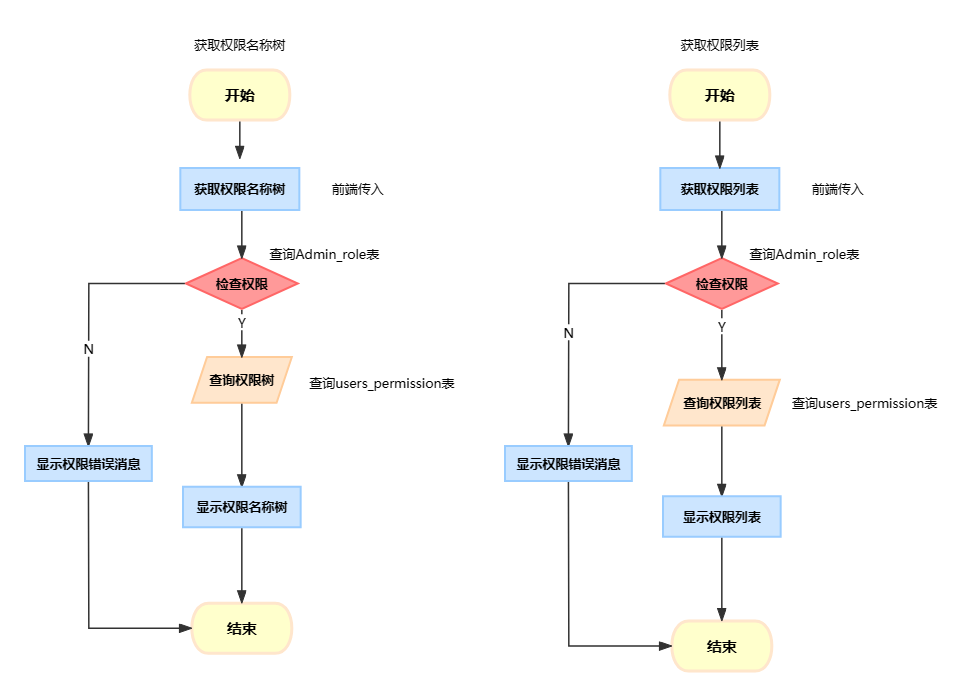 获取权限名称树
开始
获取权限名称树
前端传入
查询Admin_role表
检查权限
Y
N
查询权限树
查询users_permission表
显示权限错误消息
显示权限名称树
结束
获取权限列表
开始
获取权限列表
前端传入
查询Admin_role表
检查权限
Y
N
查询权限列表
查询users_permission表
显示权限错误消息
显示权限列表
结束